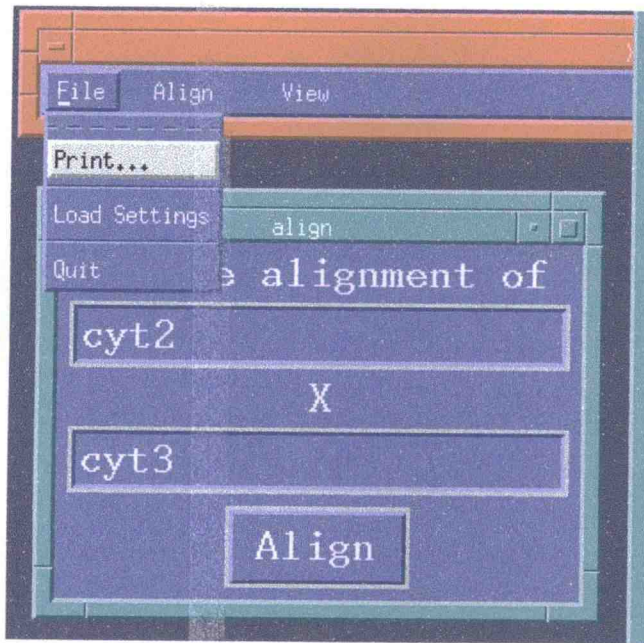 File Align View
Print...
Load Settings
align
Quit
alignment of
cyt2
X
cyt3
Align